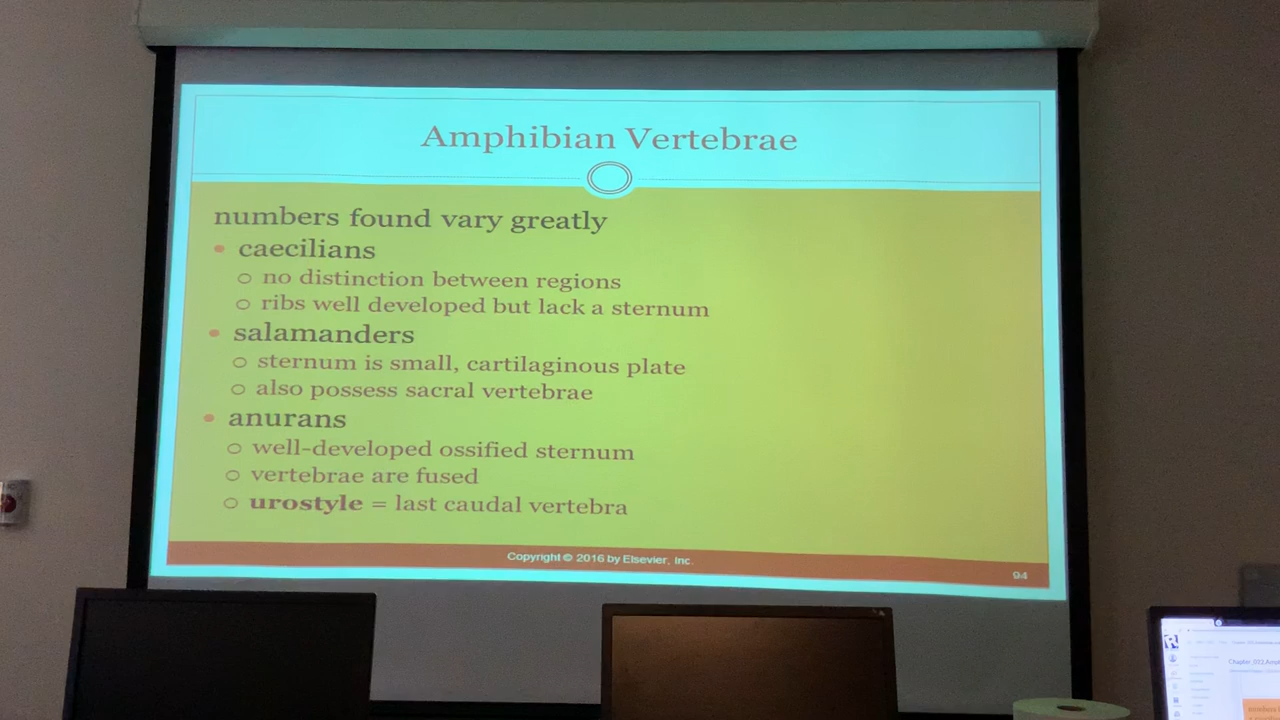 Amphibian Vertebrae
numbers found vary greatly
• caecilians
○ no distinction between regions
○ ribs well developed but lack a sternum
• salamanders
○ sternum is small, cartilaginous plate
○ also possess sacral vertebrae
• anurans
○ well-developed ossified sternum
○ vertebrae are fused
○ urostyle = last caudal vertebra
Copyright © 2016 by Elsevier, Inc.
94